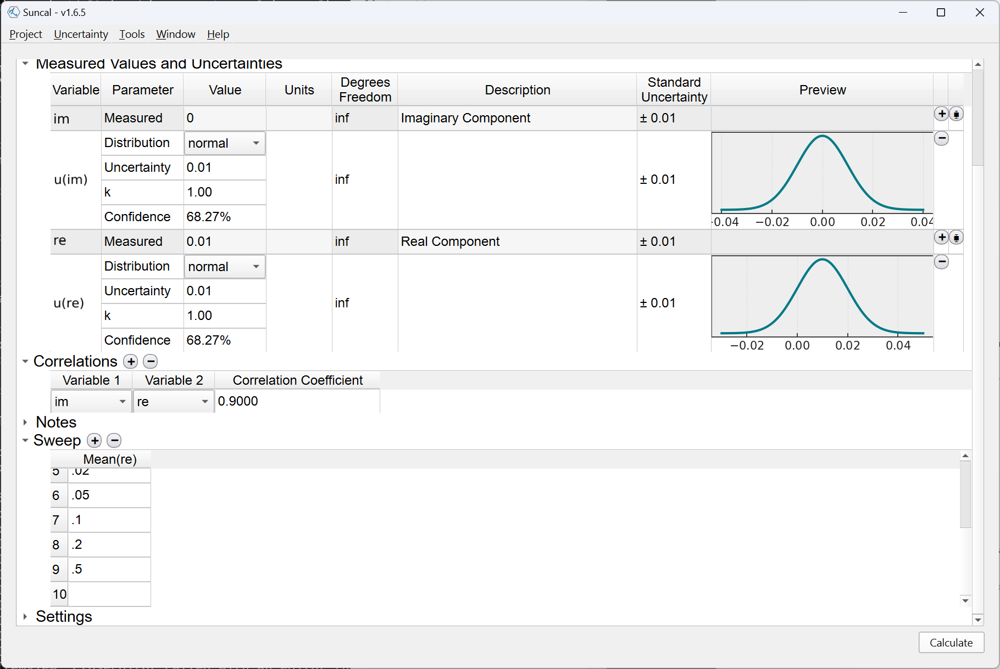 Suncal - v1.6.5
Project Uncertainty Tools Window Help
Measured Values and Uncertainties
Variable Parameter Value Units Degrees Freedom Description Standard Uncertainty Preview
im Measured 0 inf Imaginary Component ± 0.01
u(im) Distribution normal inf ± 0.01
Uncertainty 0.01
k 1.00
Confidence 68.27%
-0.04 −0.02 0.00 0.02 0.04
re Measured 0.01 inf Real Component ± 0.01
u(re) Distribution normal inf ± 0.01
Uncertainty 0.01
k 1.00
Confidence 68.27%
−0.02 0.00 0.02 0.04
Correlations
Variable 1 Variable 2 Correlation Coefficient
im re 0.9000
Notes
Sweep
Mean(re)
5 .02
6 .05
7 .1
8 .2
9 .5
10
Settings
Calculate